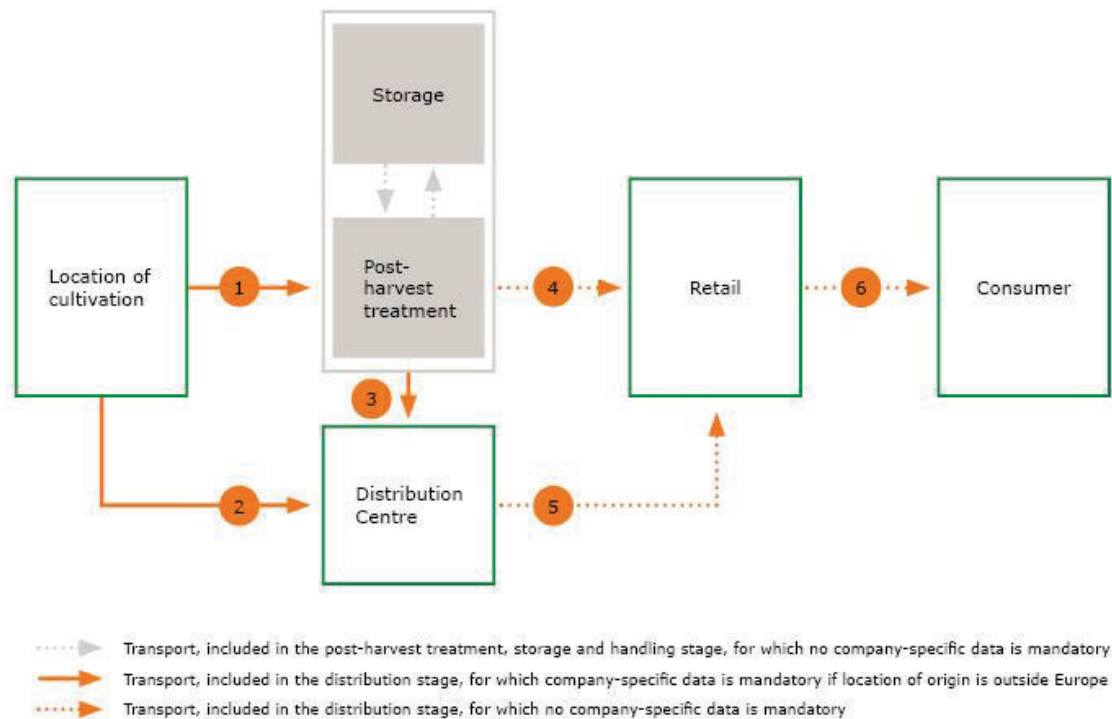 Storage
Location of
cultivation
1
Post-
harvest
treatment
4
Retail
6
Consumer
3
2
Distribution
Centre
5
Transport, included in the post-harvest treatment, storage and handling stage, for which no company-specific data is mandatory
Transport, included in the distribution stage, for which company-specific data is mandatory if location of origin is outside Europe
Transport, included in the distribution stage, for which no company-specific data is mandatory